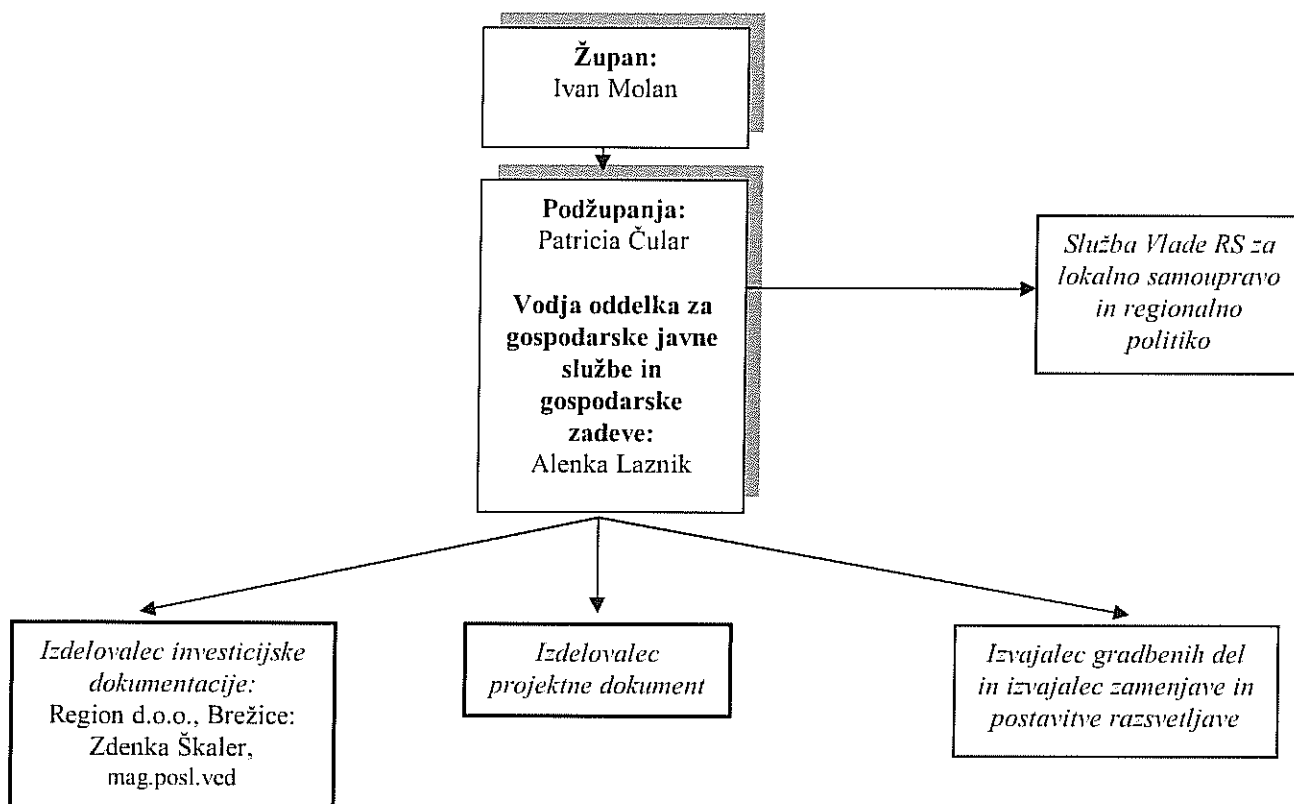 Župan:
Ivan Molan
Podžupanja:
Patricia Čular
Vodja oddelka za
gospodarske javne
službe in
gospodarske
zadeve:
Alenka Laznik
Služba Vlade RS za
lokalno samoupravo
in regionalno
politiko
Izdelovalec investicijske
dokumentacije:
Region d.o.o., Brežice:
Zdenka Škaler,
mag.posl.ved
Izdelovalec
projektne dokument
Izvajalec gradbenih del
in izvajalec zamenjave in
postavitve razsvetljave